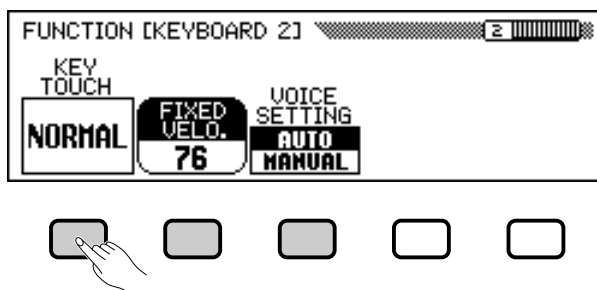 FUNCTION [KEYBOARD 2]
2
KEY
TOUCH
NORMAL
FIXED
VELO.
76
VOICE
SETTING
AUTO
MANUAL